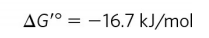 ΔG′° = −16.7 kJ/mol